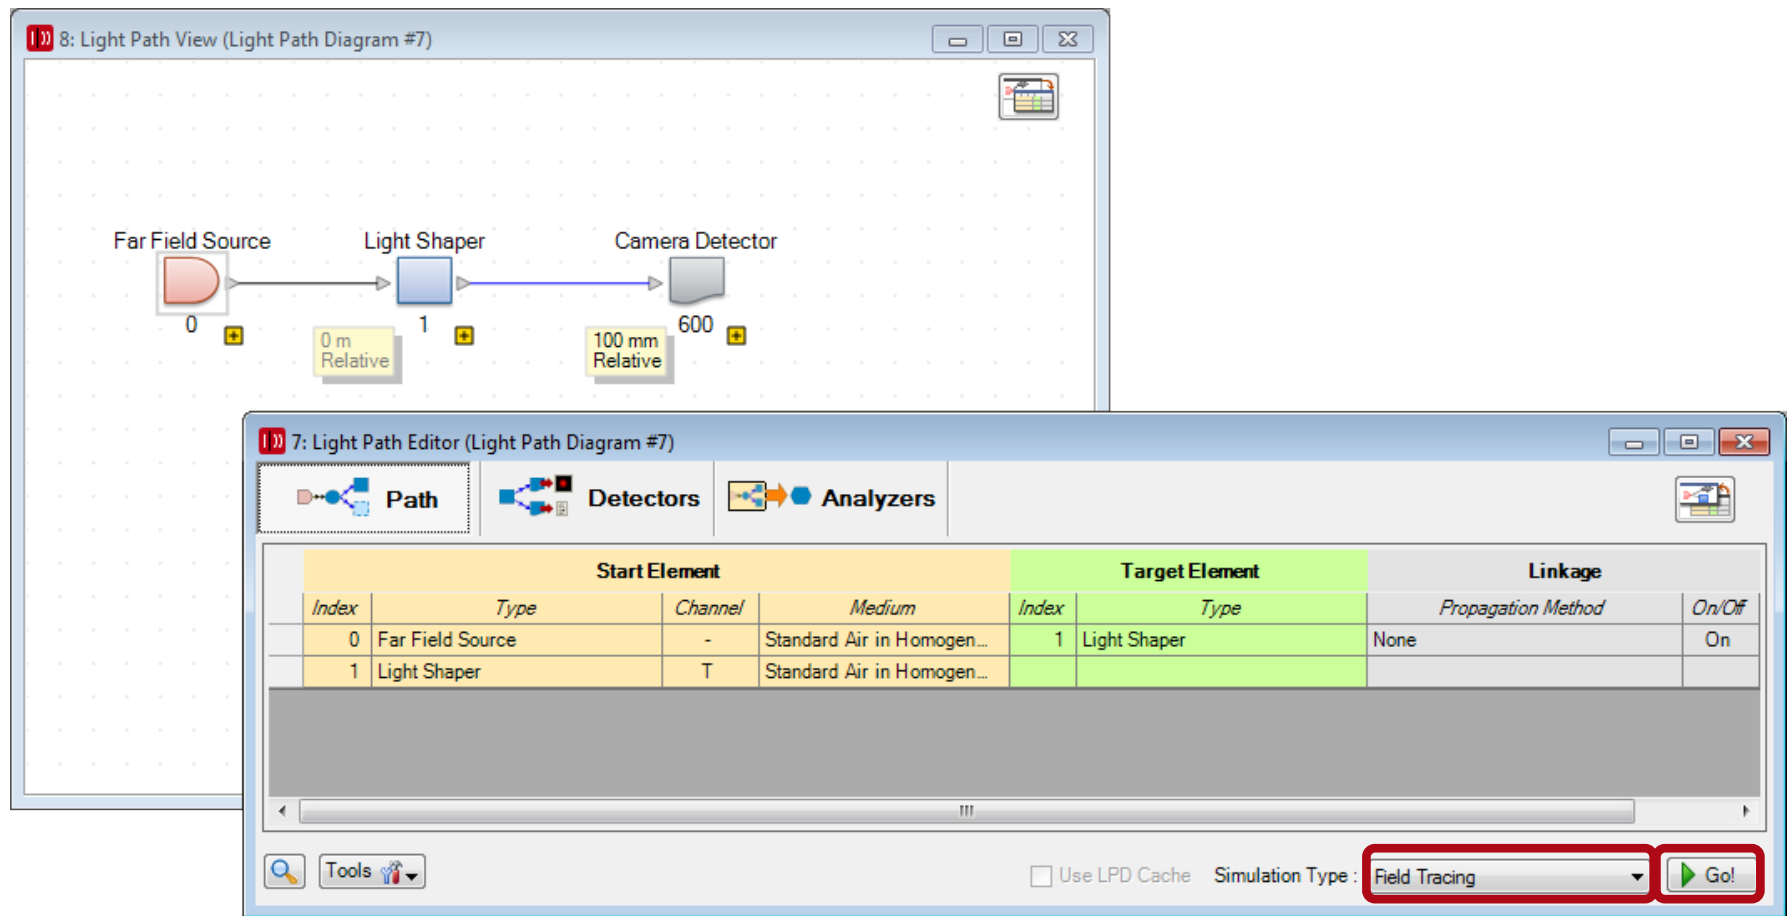 8: Light Path View (Light Path Diagram #7)
Far Field Source
Light Shaper
Camera Detector
0
1
600
0 m
Relative
100 mm
Relative
7: Light Path Editor (Light Path Diagram #7)
Path
Detectors
Analyzers
Start Element Target Element Linkage
Index Type Channel Medium Index Type Propagation Method On/Off
0 Far Field Source - Standard Air in Homogen... 1 Light Shaper None On
1 Light Shaper T Standard Air in Homogen...
Tools
Use LPD Cache
Simulation Type :
Field Tracing
Go!